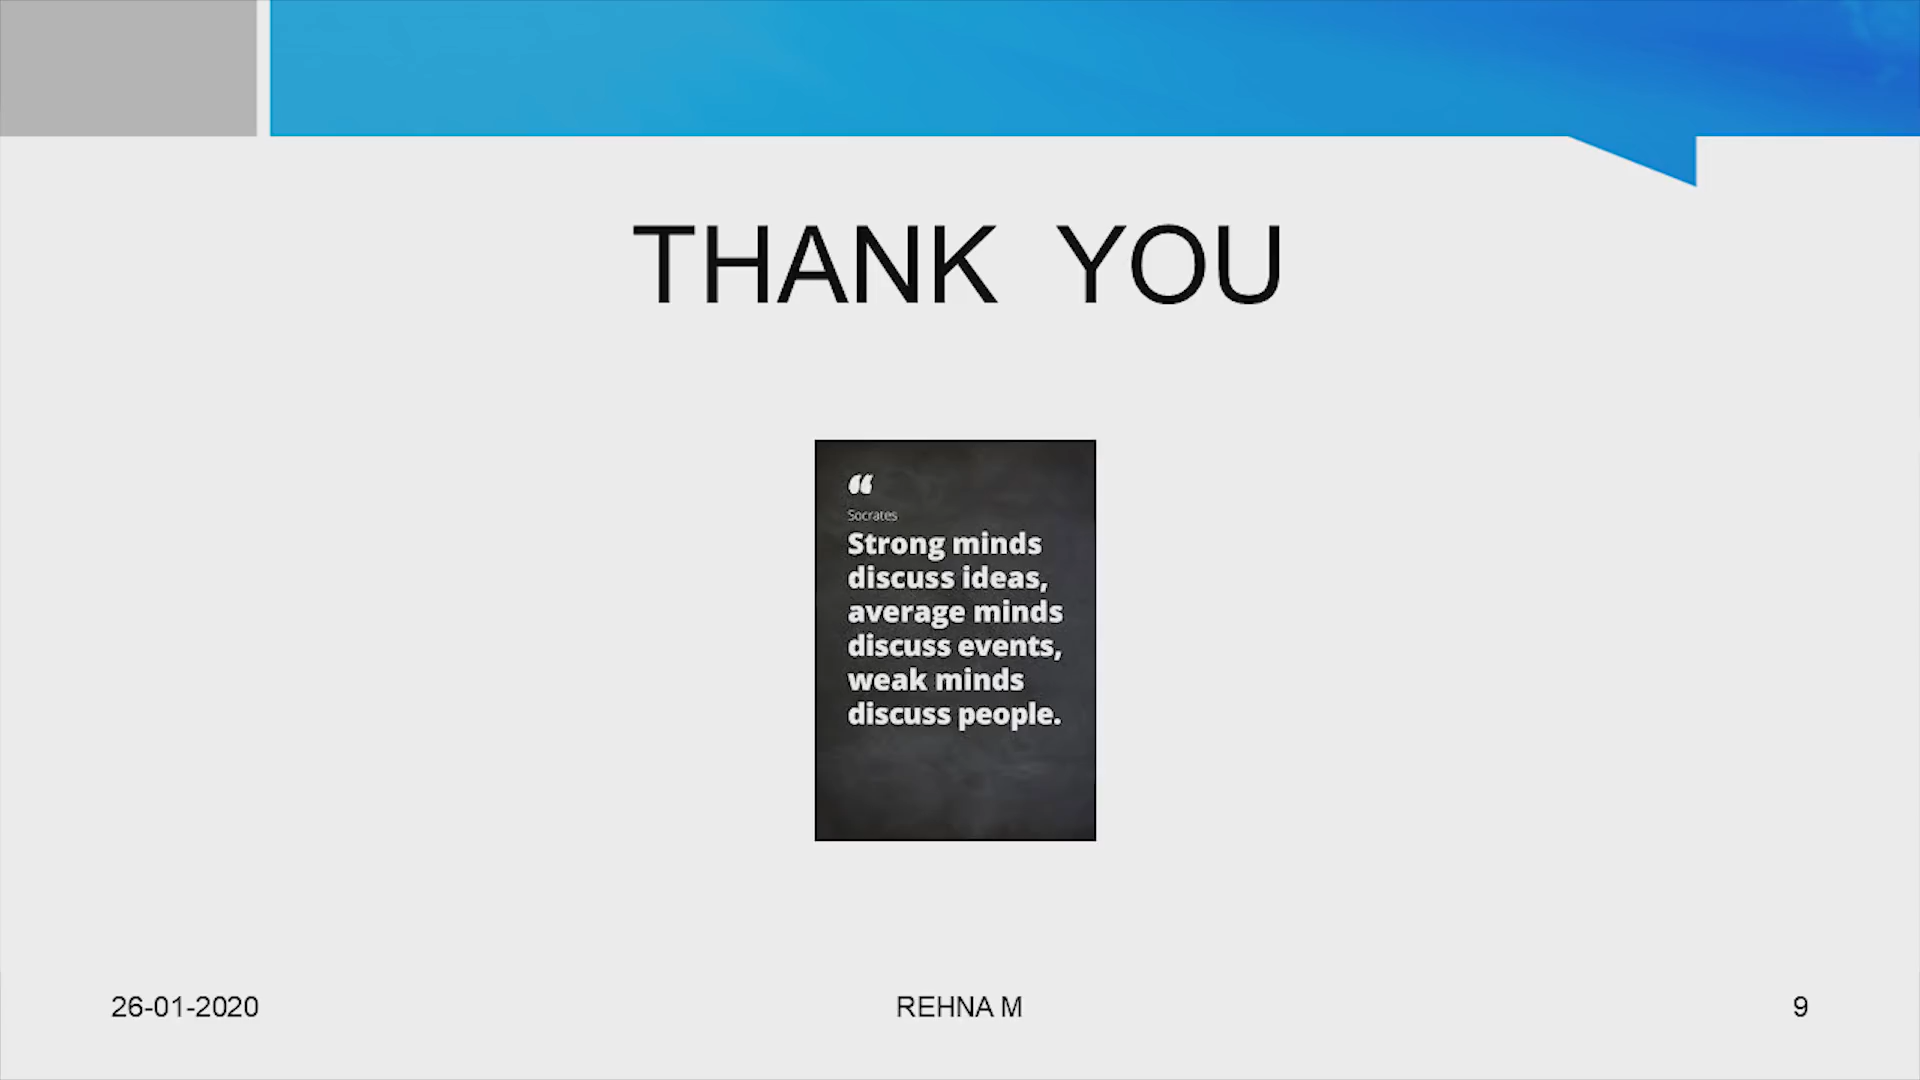 THANK YOU
“
Socrates
Strong minds
discuss ideas,
average minds
discuss events,
weak minds
discuss people.
26-01-2020
REHNA M
9